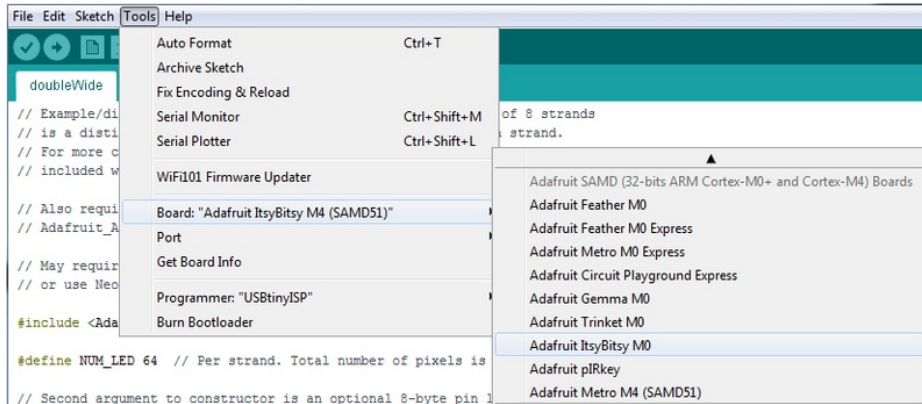 File Edit Sketch Tools Help
Auto Format Ctrl+T
Archive Sketch
Fix Encoding & Reload
Serial Monitor Ctrl+Shift+M
Serial Plotter Ctrl+Shift+L
WiFi101 Firmware Updater
Board: "Adafruit ItsyBitsy M4 (SAMD51)"
Port
Get Board Info
Programmer: "USBtinyISP"
Burn Bootloader
Adafruit SAMD (32-bits ARM Cortex-M0+ and Cortex-M4) Boards
Adafruit Feather M0
Adafruit Feather M0 Express
Adafruit Metro M0 Express
Adafruit Circuit Playground Express
Adafruit Gemma M0
Adafruit Trinket M0
Adafruit ItsyBitsy M0
Adafruit pIRkey
Adafruit Metro M4 (SAMD51)
doubleWide
// Example/di of 8 strands
// is a disti strand.
// For more c
// included w
// Also requi
// Adafruit_A
// May requir
// or use Neo
#include <Ada
#define NUM_LED 64 // Per strand. Total number of pixels is
// Second argument to constructor is an optional 8-byte pin l